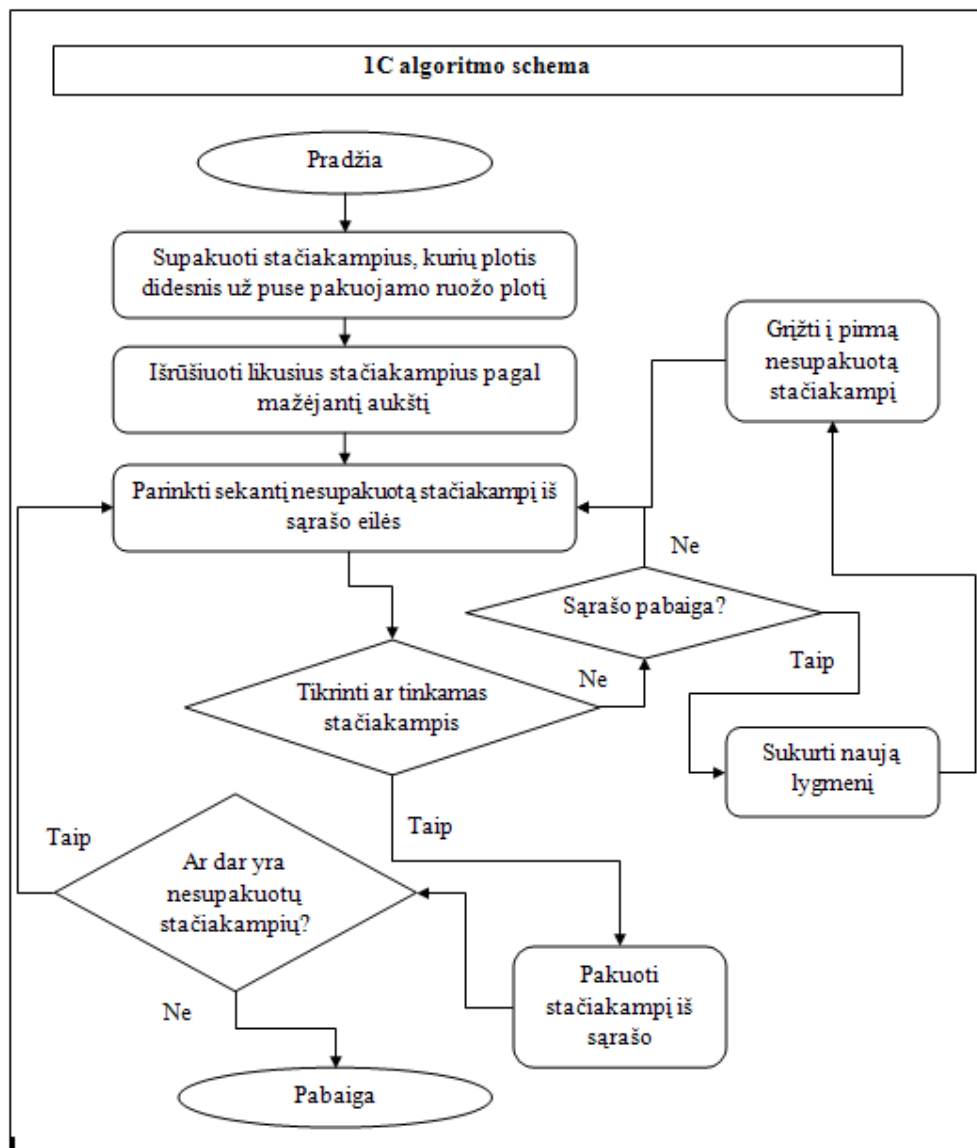 1C algoritmo schema
Pradžia
Supakuoti stačiakampius, kurių plotis
didesnis už puse pakuojamo ruožo plotį
Išrūšiuoti likusius stačiakampius pagal
mažėjantį aukštį
Parinkti sekantį nesupakuotą stačiakampį iš
sąrašo eilės
Grįžti į pirmą
nesupakuotą
stačiakampį
Ne
Sąrašo pabaiga?
Taip
Ne
Tikrinti ar tinkamas
stačiakampis
Sukurti naują
lygmenį
Taip
Taip
Ar dar yra
nesupakuotų
stačiakampių?
Pakuoti
stačiakampį iš
sąrašo
Ne
Pabaiga